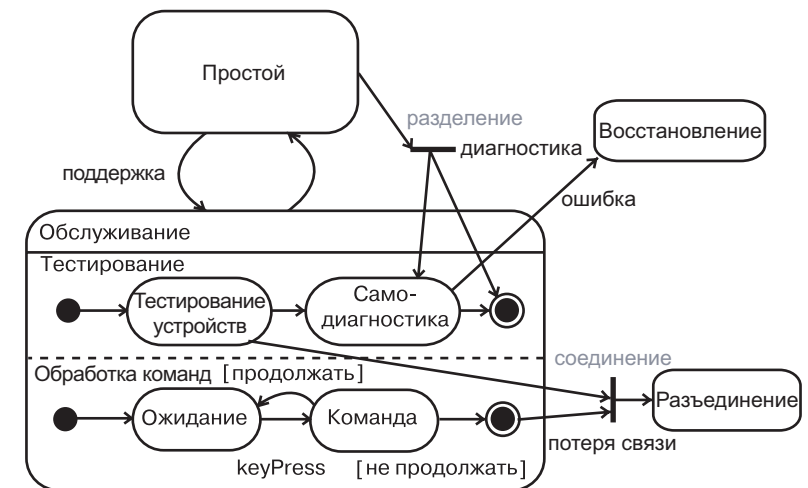 Простой
разделение
диагностика
Восстановление
поддержка
ошибка
Обслуживание
Тестирование
Тестирование
устройств
Само-
диагностика
соединение
Обработка команд [продолжать]
Ожидание
Команда
Разъединение
потеря связи
keyPress [не продолжать]